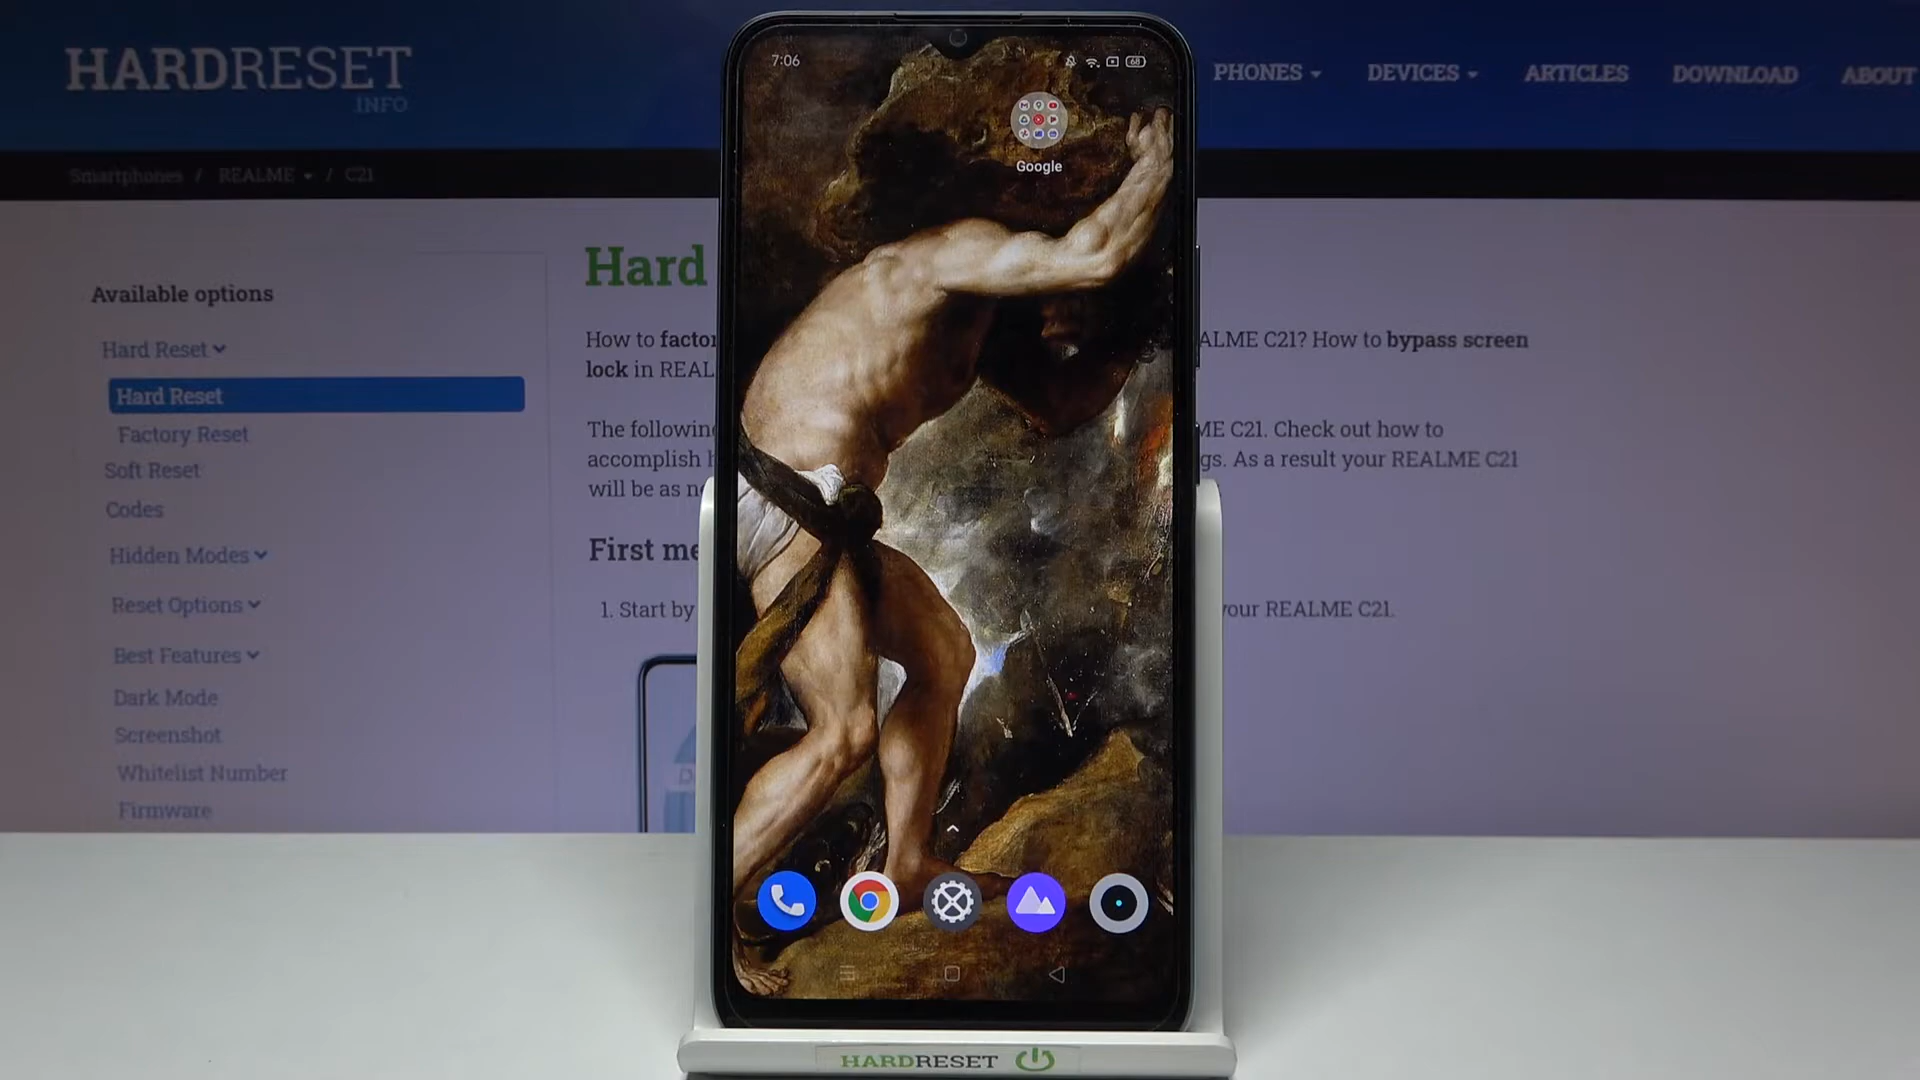 HARDRESET
.INFO
PHONES
DEVICES
ARTICLES
DOWNLOAD
ABOUT
Smartphones / REALME / C21
Available options
Hard Reset
Hard Reset
Factory Reset
Soft Reset
Codes
Hidden Modes
Reset Options
Best Features
Dark Mode
Screenshot
Whitelist Number
Firmware
Hard
How to factor
ALME C21? How to bypass screen
lock in REAL
The following
ME C21. Check out how to
accomplish h
gs. As a result your REALME C21
will be as ne
First me
1. Start by
your REALME C21.
7:06
68
Google
HARDRESET